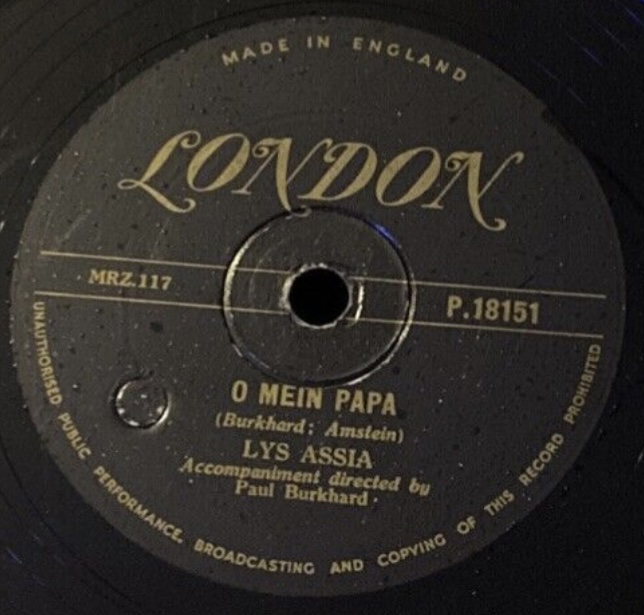 MADE IN ENGLAND
LONDON
MRZ.117
P.18151
O MEIN PAPA
(Burkhard; Amstein)
LYS ASSIA
Accompaniment directed by
Paul Burkhard
UNAUTHORISED PUBLIC PERFORMANCE, BROADCASTING AND COPYING OF THIS RECORD PROHIBITED